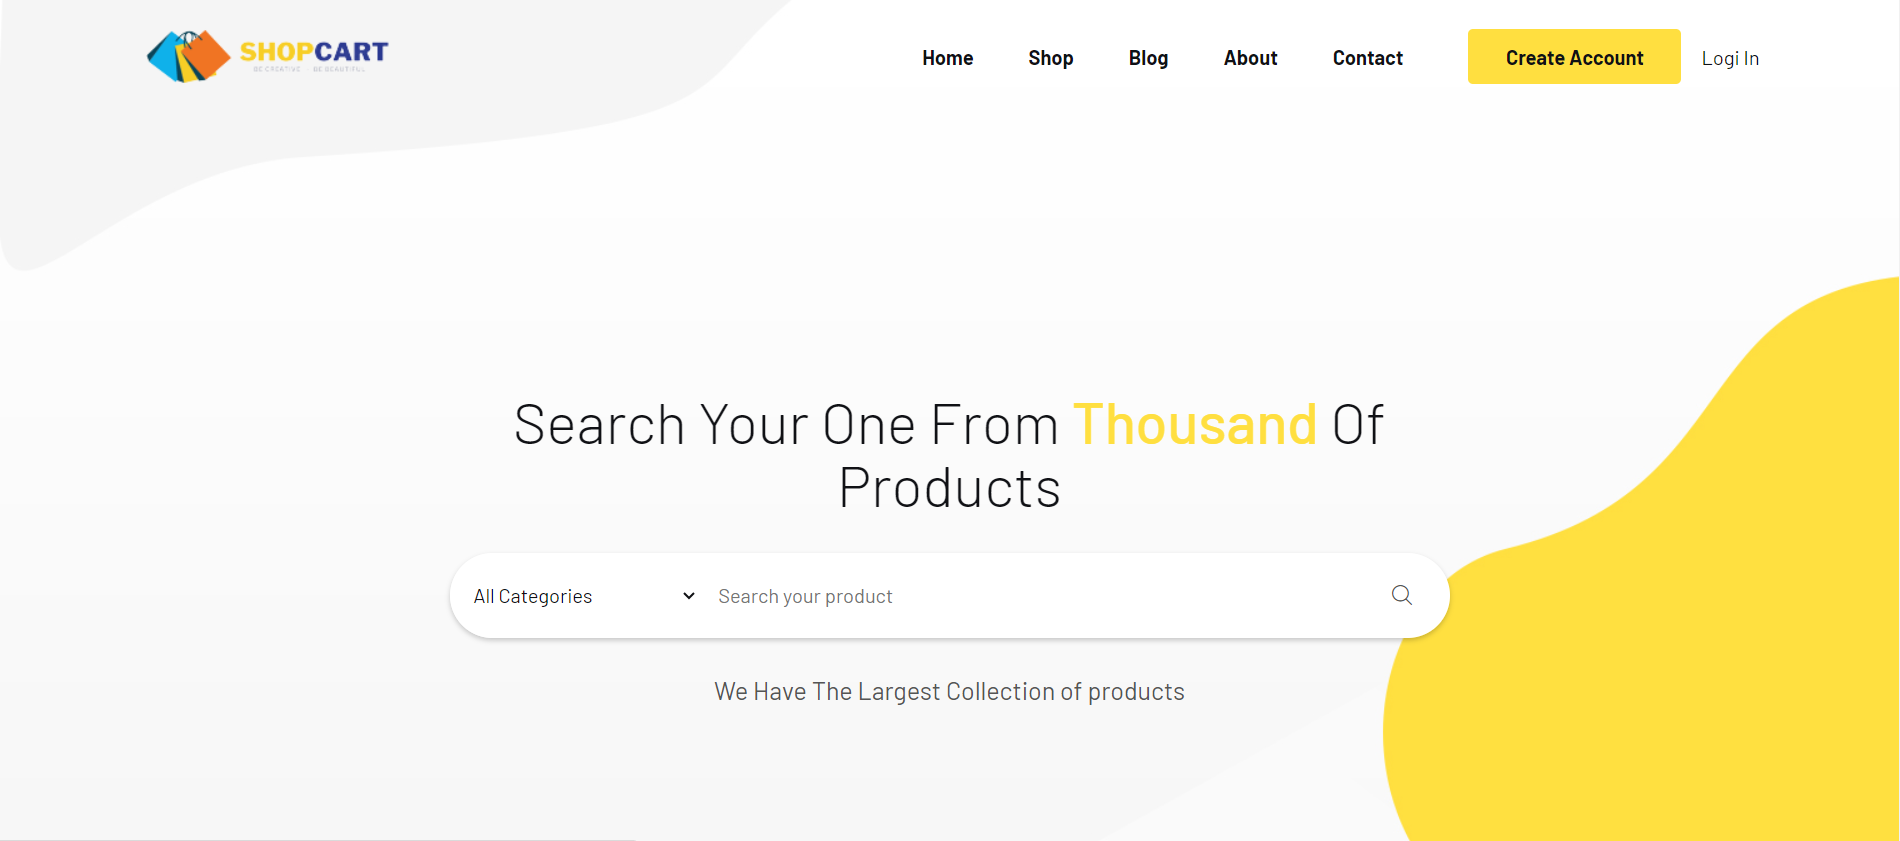 SHOPCART
BE CREATIVE BE BEAUTIFUL
Home Shop Blog About Contact Create Account Logi In
Search Your One From Thousand Of
Products
All Categories Search your product
We Have The Largest Collection of products